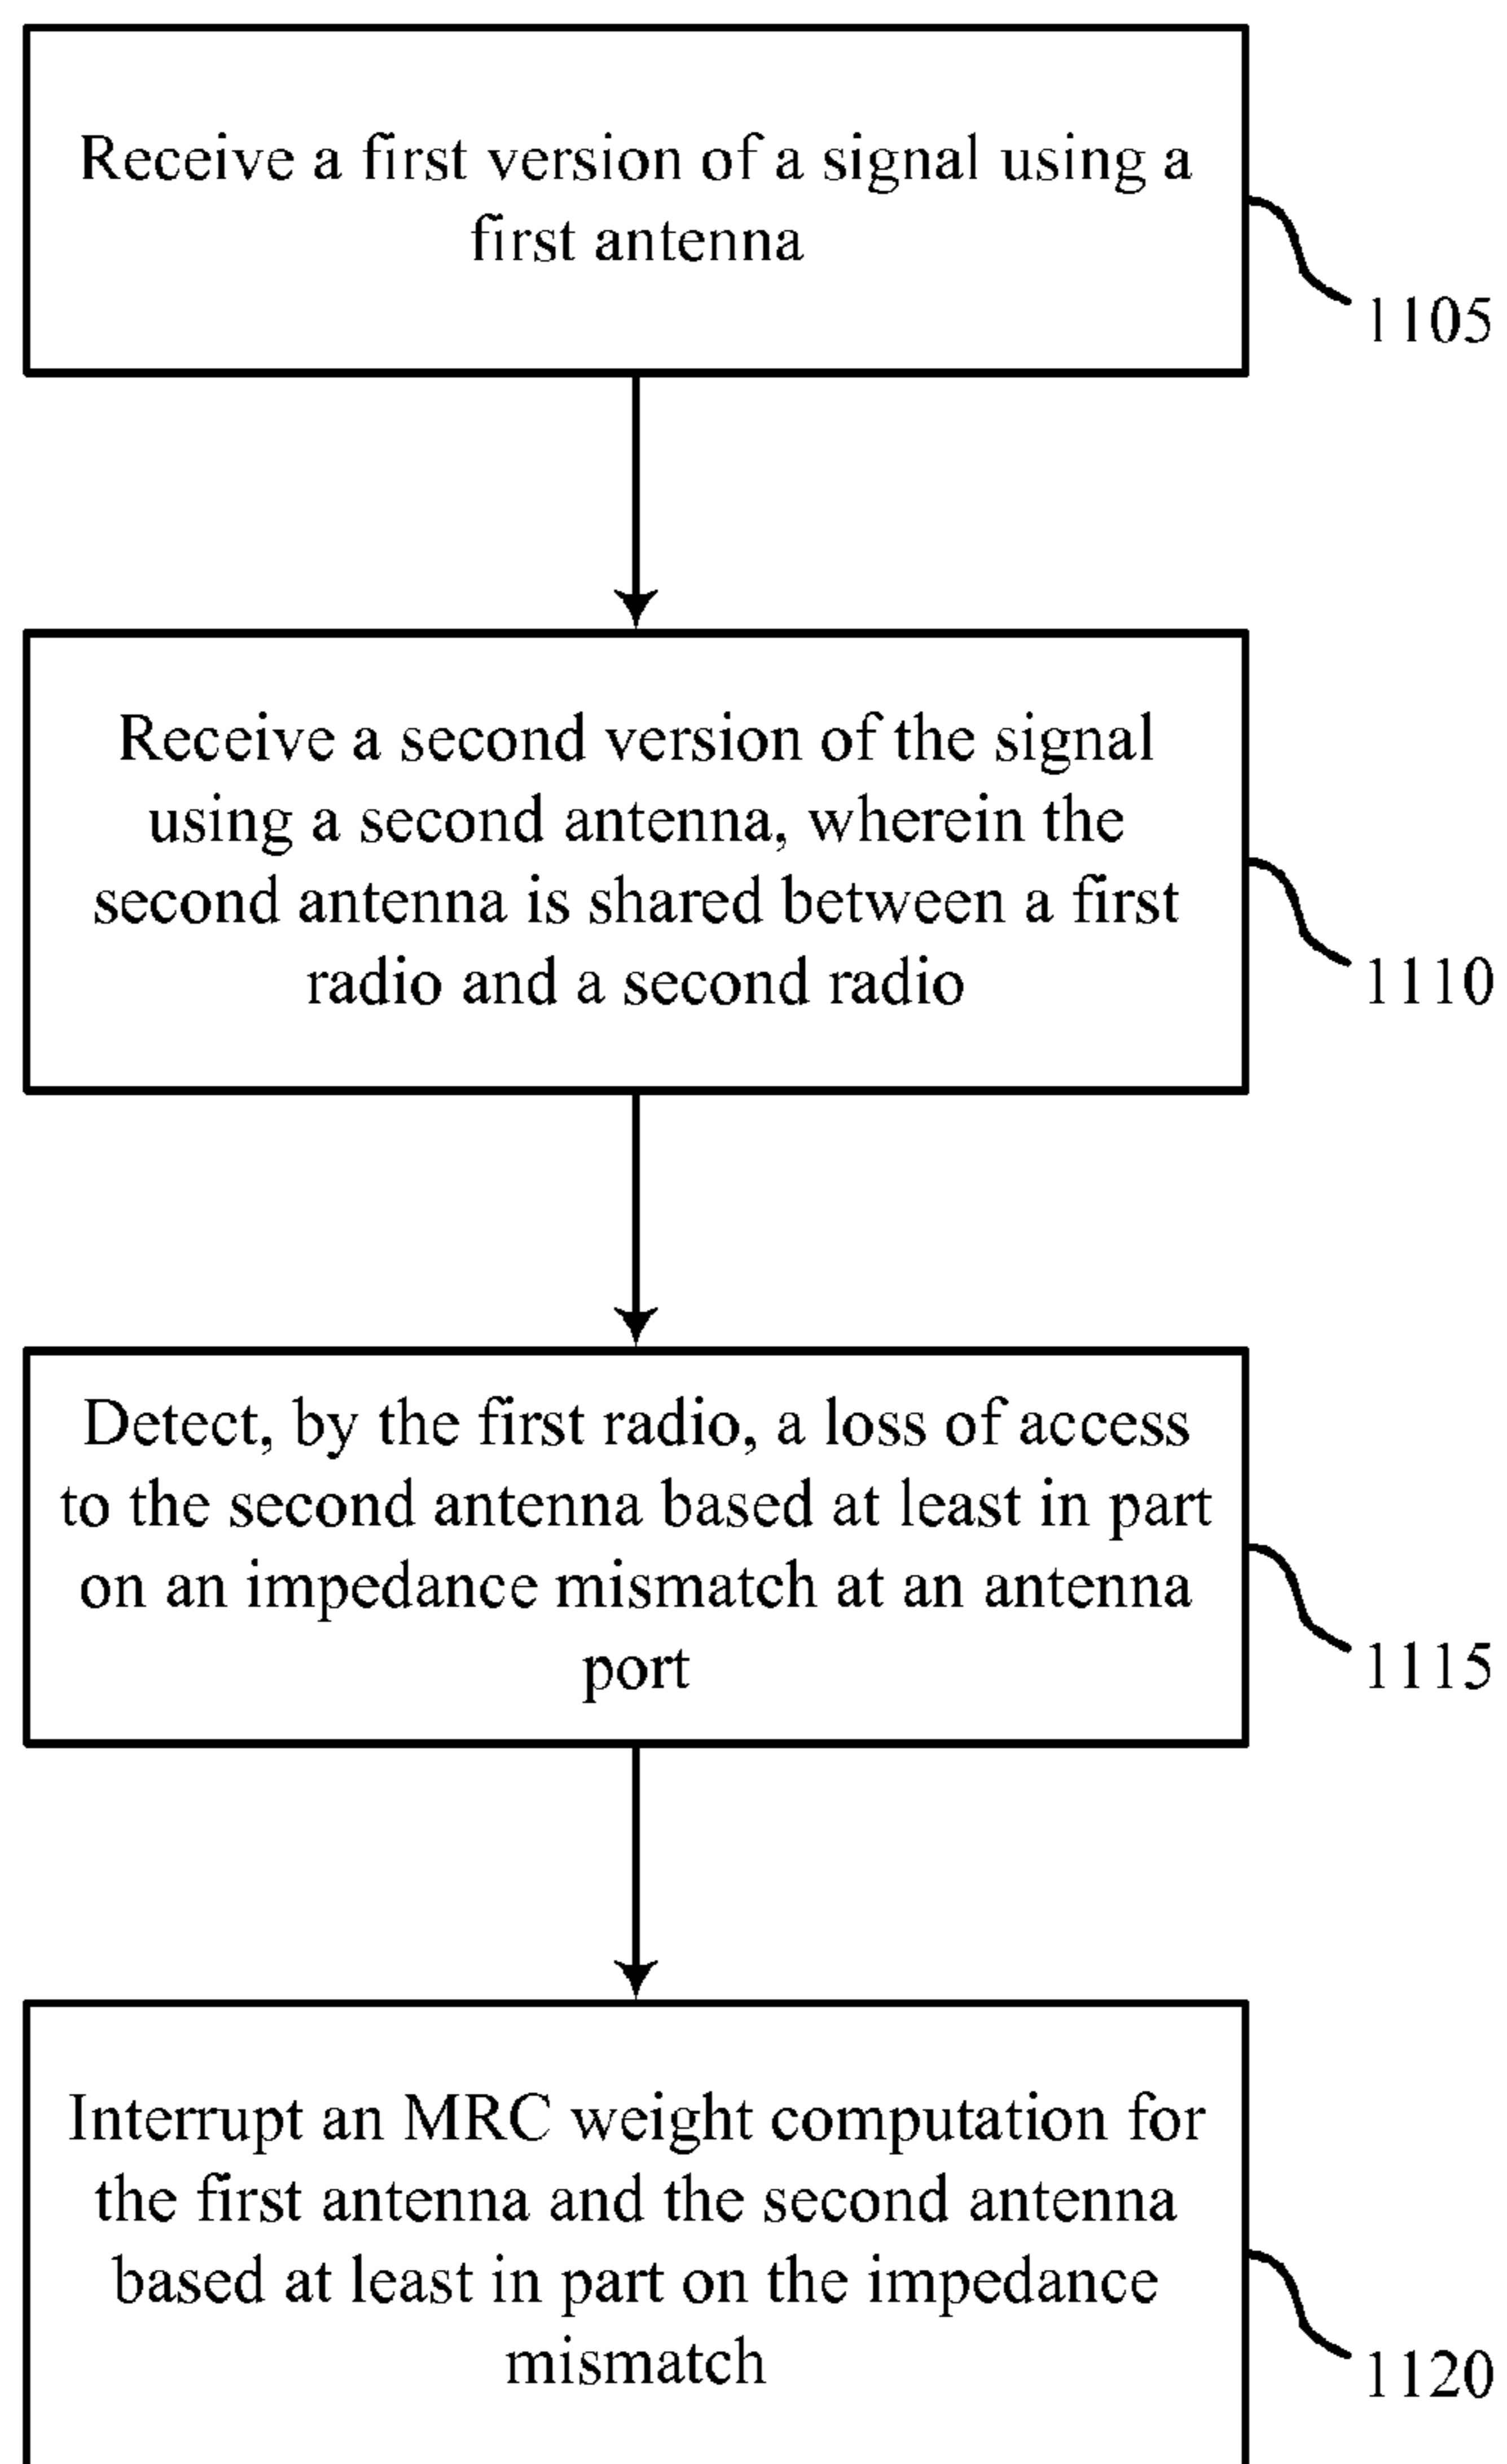 Receive a first version of a signal using a
first antenna
1105
Receive a second version of the signal
using a second antenna, wherein the
second antenna is shared between a first
radio and a second radio
1110
Detect, by the first radio, a loss of access
to the second antenna based at least in part
on an impedance mismatch at an antenna
port
1115
Interrupt an MRC weight computation for
the first antenna and the second antenna
based at least in part on the impedance
mismatch
1120